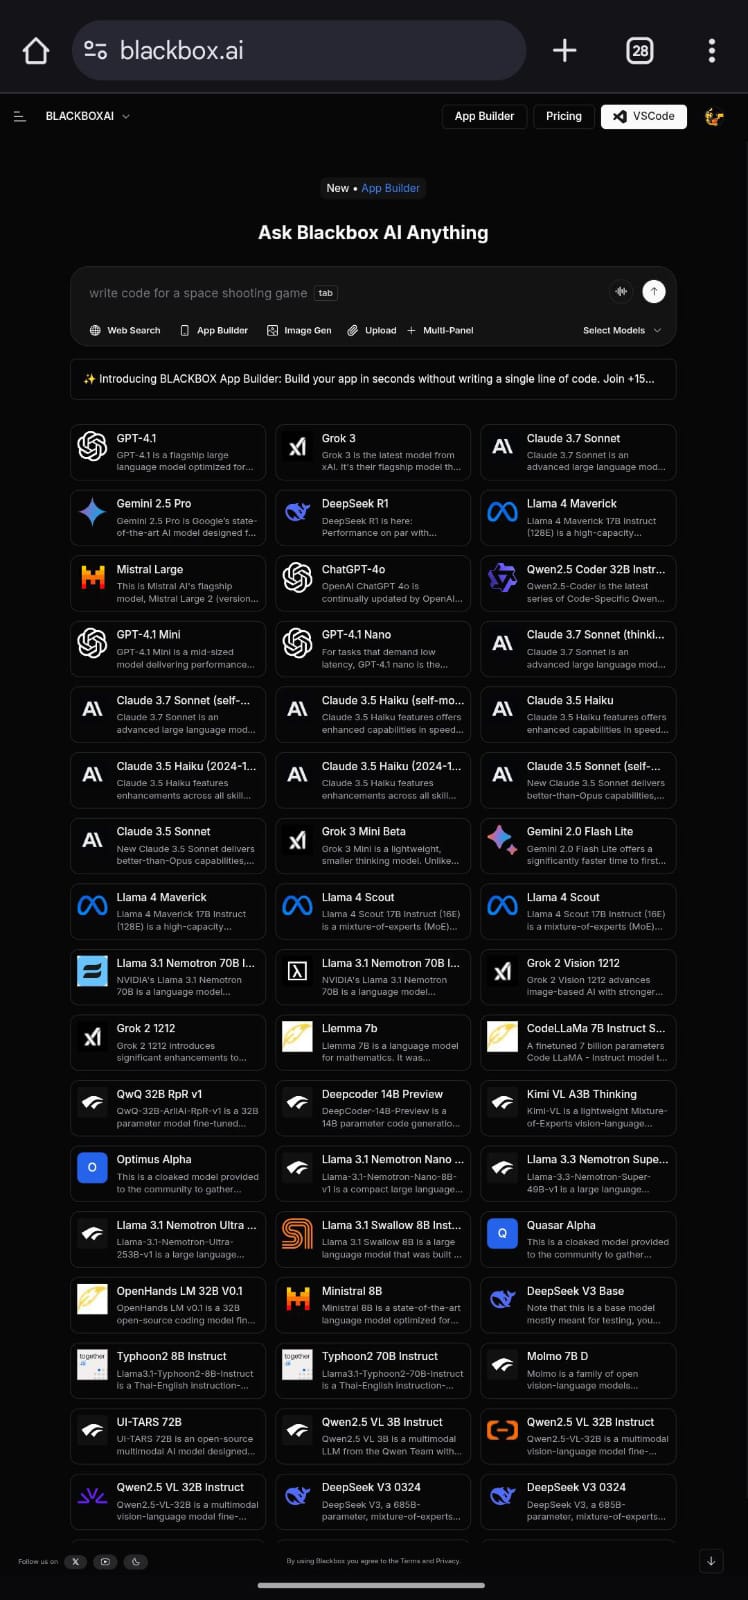 blackbox.ai
28
BLACKBOXAI
App Builder
Pricing
VSCode
New • App Builder
Ask Blackbox AI Anything
write code for a space shooting game tab
Web Search
App Builder
Image Gen
Upload
Multi-Panel
Select Models
✨ Introducing BLACKBOX App Builder: Build your app in seconds without writing a single line of code. Join +15...
GPT-4.1
GPT-4.1 is a flagship large
language model optimized for...
Grok 3
Grok 3 is the latest model from
xAI. It's their flagship model th...
Claude 3.7 Sonnet
Claude 3.7 Sonnet is an
advanced large language mod...
Gemini 2.5 Pro
Gemini 2.5 Pro is Google's state-
of-the-art AI model designed f...
DeepSeek R1
DeepSeek R1 is here:
Performance on par with...
Llama 4 Maverick
Llama 4 Maverick 17B Instruct
(128E) is a high-capacity...
Mistral Large
This is Mistral AI's flagship
model, Mistral Large 2 (version...
ChatGPT-4o
OpenAI ChatGPT 4o is
continually updated by OpenAI...
Qwen2.5 Coder 32B Instr...
Qwen2.5-Coder is the latest
series of Code-Specific Qwen...
GPT-4.1 Mini
GPT-4.1 Mini is a mid-sized
model delivering performance...
GPT-4.1 Nano
For tasks that demand low
latency, GPT-4.1 nano is the...
Claude 3.7 Sonnet (thinki...
Claude 3.7 Sonnet is an
advanced large language mod...
Claude 3.7 Sonnet (self-...
Claude 3.7 Sonnet is an
advanced large language mod...
Claude 3.5 Haiku (self-mo...
Claude 3.5 Haiku features offers
enhanced capabilities in speed...
Claude 3.5 Haiku
Claude 3.5 Haiku features offers
enhanced capabilities in speed...
Claude 3.5 Haiku (2024-1...
Claude 3.5 Haiku features
enhancements across all skill...
Claude 3.5 Haiku (2024-1...
Claude 3.5 Haiku features
enhancements across all skill...
Claude 3.5 Sonnet (self-...
New Claude 3.5 Sonnet delivers
better-than-Opus capabilities,...
Claude 3.5 Sonnet
New Claude 3.5 Sonnet delivers
better-than-Opus capabilities,...
Grok 3 Mini Beta
Grok 3 Mini is a lightweight,
smaller thinking model. Unlike...
Gemini 2.0 Flash Lite
Gemini 2.0 Flash Lite offers a
significantly faster time to first...
Llama 4 Maverick
Llama 4 Maverick 17B Instruct
(128E) is a high-capacity...
Llama 4 Scout
Llama 4 Scout 17B Instruct (16E)
is a mixture-of-experts (MoE)...
Llama 4 Scout
Llama 4 Scout 17B Instruct (16E)
is a mixture-of-experts (MoE)...
Llama 3.1 Nemotron 70B I...
NVIDIA's Llama 3.1 Nemotron
70B is a language model...
Llama 3.1 Nemotron 70B I...
NVIDIA's Llama 3.1 Nemotron
70B is a language model...
Grok 2 Vision 1212
Grok 2 Vision 1212 advances
image-based AI with stronger...
Grok 2 1212
Grok 2 1212 introduces
significant enhancements to...
Llemma 7b
Llemma 7B is a language model
for mathematics. It was...
CodeLLaMa 7B Instruct S...
A finetuned 7 billion parameters
Code LLaMA - Instruct model t...
QwQ 32B RpR v1
QwQ-32B-ArliAI-RpR-v1 is a 32B
parameter model fine-tuned...
Deepcoder 14B Preview
DeepCoder-14B-Preview is a
14B parameter code generatio...
Kimi VL A3B Thinking
Kimi-VL is a lightweight Mixture-
of-Experts vision-language...
O
Optimus Alpha
This is a cloaked model provided
to the community to gather...
Llama 3.1 Nemotron Nano ...
Llama-3.1-Nemotron-Nano-8B-
v1 is a compact large language...
Llama 3.3 Nemotron Supe...
Llama-3.3-Nemotron-Super-
49B-v1 is a large language...
Llama 3.1 Nemotron Ultra ...
Llama-3.1-Nemotron-Ultra-
253B-v1 is a large language...
Llama 3.1 Swallow 8B Inst...
Llama 3.1 Swallow 8B is a large
language model that was built ...
Q
Quasar Alpha
This is a cloaked model provided
to the community to gather...
OpenHands LM 32B V0.1
OpenHands LM v0.1 is a 32B
open-source coding model fin...
Ministral 8B
Ministral 8B is a state-of-the-art
language model optimized for...
DeepSeek V3 Base
Note that this is a base model
mostly meant for testing, you...
together
Typhoon2 8B Instruct
Llama3.1-Typhoon2-8B-Instruct
is a Thai-English instruction-...
together
Typhoon2 70B Instruct
Llama3.1-Typhoon2-70B-Instruct
is a Thai-English instruction-...
Molmo 7B D
Molmo is a family of open
vision-language models...
UI-TARS 72B
UI-TARS 72B is an open-source
multimodal AI model designed...
Qwen2.5 VL 3B Instruct
Qwen2.5 VL 3B is a multimodal
LLM from the Qwen Team with...
Qwen2.5 VL 32B Instruct
Qwen2.5-VL-32B is a multimodal
vision-language model fine-...
Qwen2.5 VL 32B Instruct
Qwen2.5-VL-32B is a multimodal
vision-language model fine-...
DeepSeek V3 0324
DeepSeek V3, a 685B-
parameter, mixture-of-experts...
DeepSeek V3 0324
DeepSeek V3, a 685B-
parameter, mixture-of-experts...
Follow us on
By using Blackbox you agree to the Terms and Privacy.